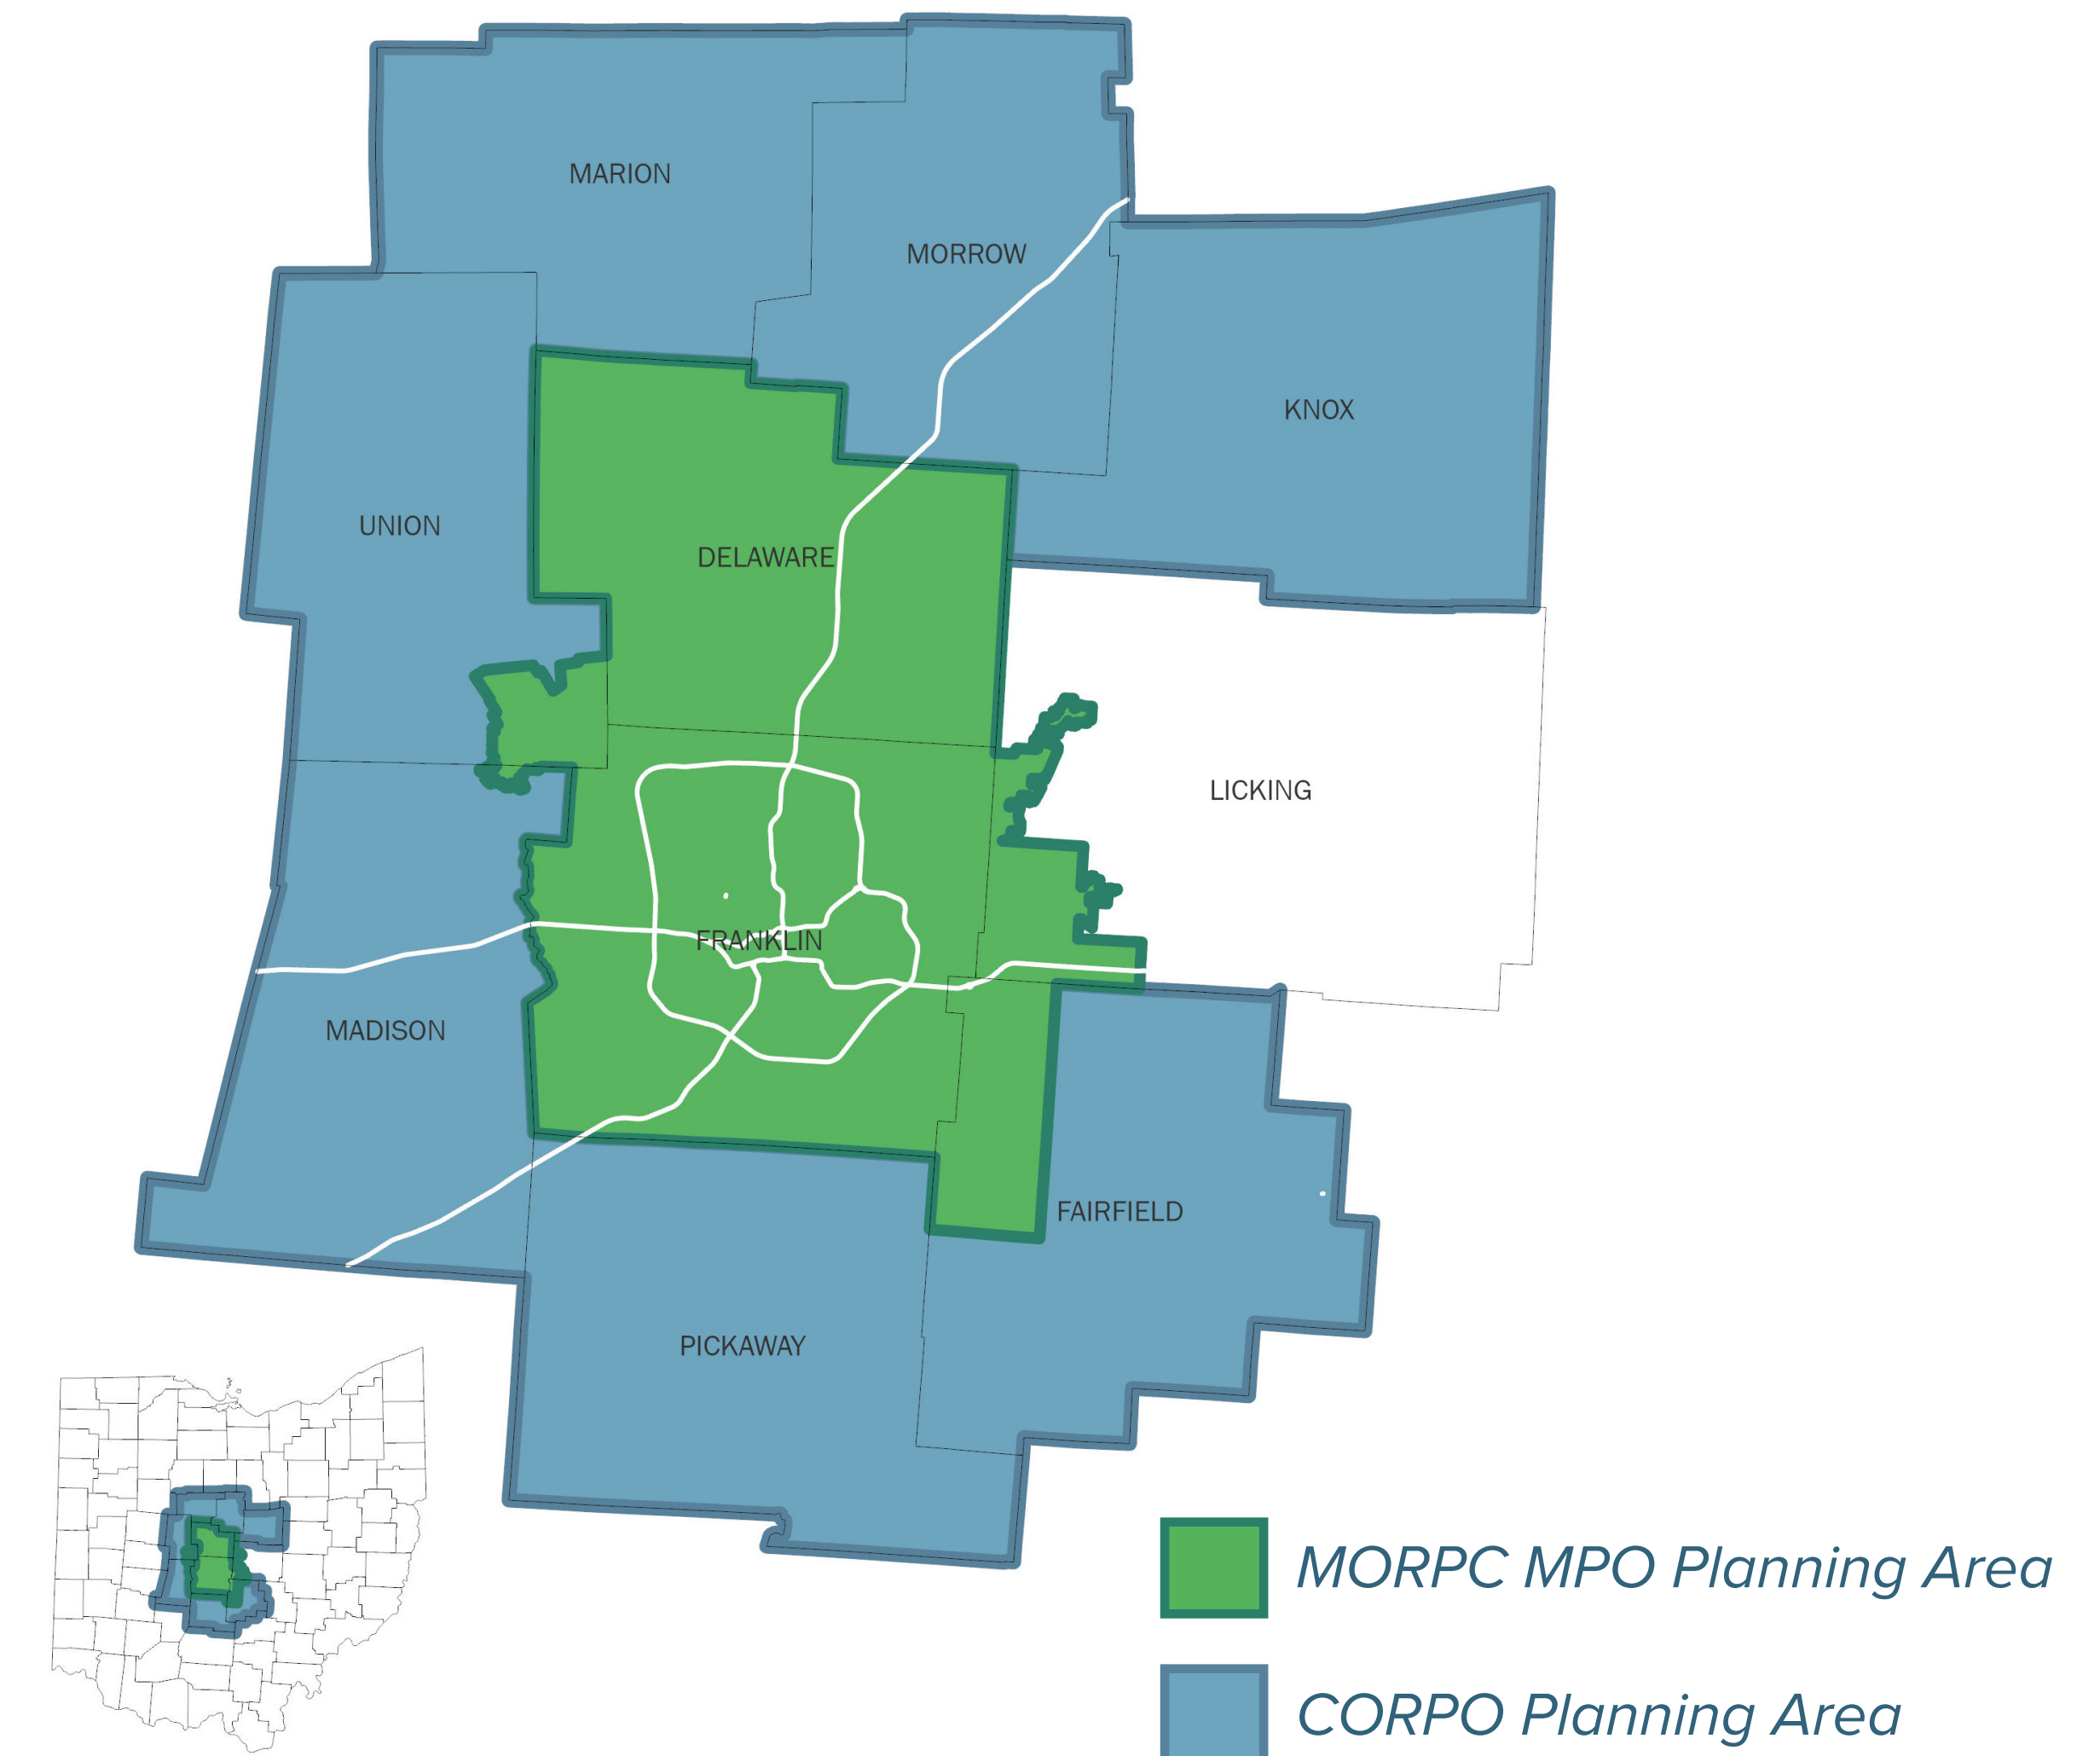 MARION
MORROW
KNOX
UNION
DELAWARE
LICKING
FRANKLIN
MADISON
FAIRFIELD
PICKAWAY
MORPC MPO Planning Area
CORPO Planning Area